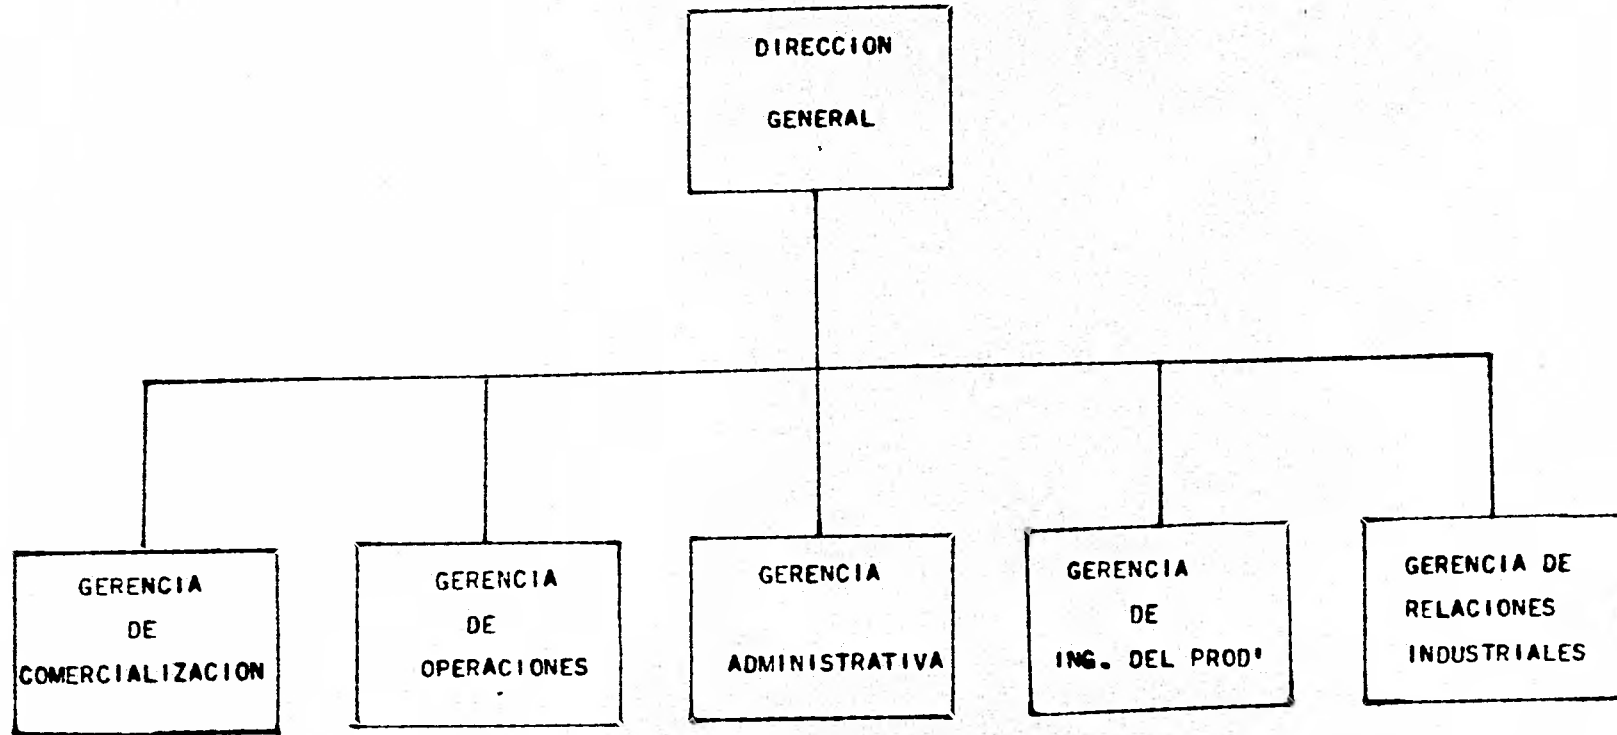 DIRECCION
GENERAL
GERENCIA
DE
COMERCIALIZACION
GERENCIA
DE
OPERACIONES
GERENCIA
ADMINISTRATIVA
GERENCIA
DE
ING. DEL PROD'
GERENCIA DE
RELACIONES
INDUSTRIALES